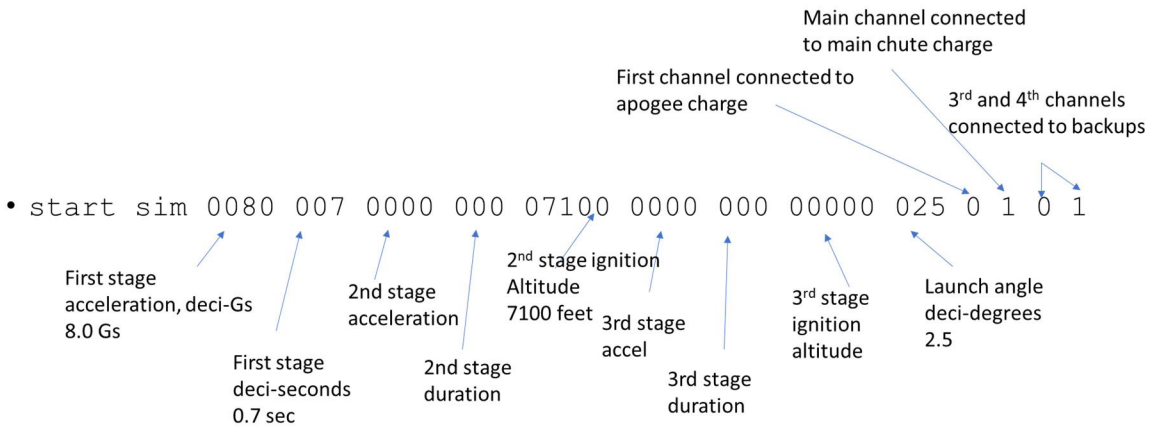 Main channel connected
to main chute charge
First channel connected to
apogee charge
3rd and 4th channels
connected to backups
• start sim 0080 007 0000 000 07100 0000 000 00000 025 0 1 0 1
First stage
acceleration, deci-Gs
8.0 Gs
First stage
deci-seconds
0.7 sec
2nd stage
acceleration
2nd stage
duration
2nd stage ignition
Altitude
7100 feet
3rd stage
accel
3rd stage
duration
3rd stage
ignition
altitude
Launch angle
deci-degrees
2.5